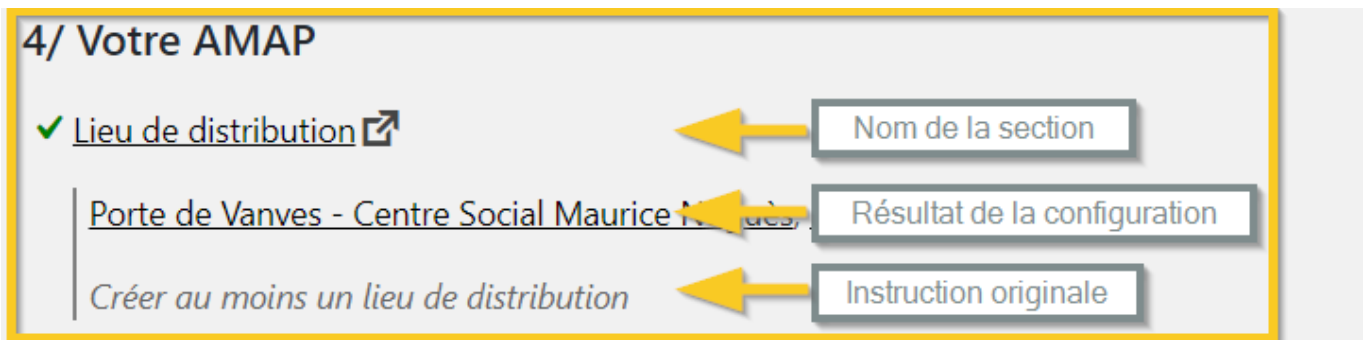 4/ Votre AMAP
Lieu de distribution
Nom de la section
Porte de Vanves - Centre Social Maurice
Résultat de la configuration
Créer au moins un lieu de distribution
Instruction originale